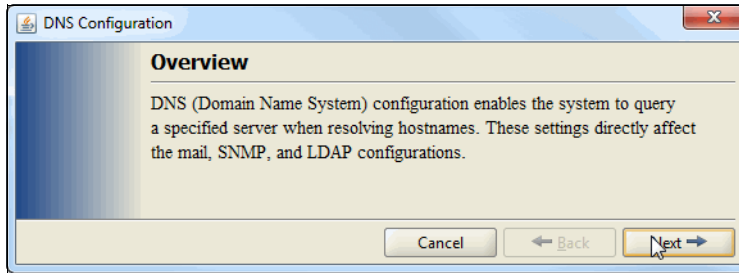 DNS Configuration
Overview
DNS (Domain Name System) configuration enables the system to query
a specified server when resolving hostnames. These settings directly affect
the mail, SNMP, and LDAP configurations.
Cancel
Back
Next